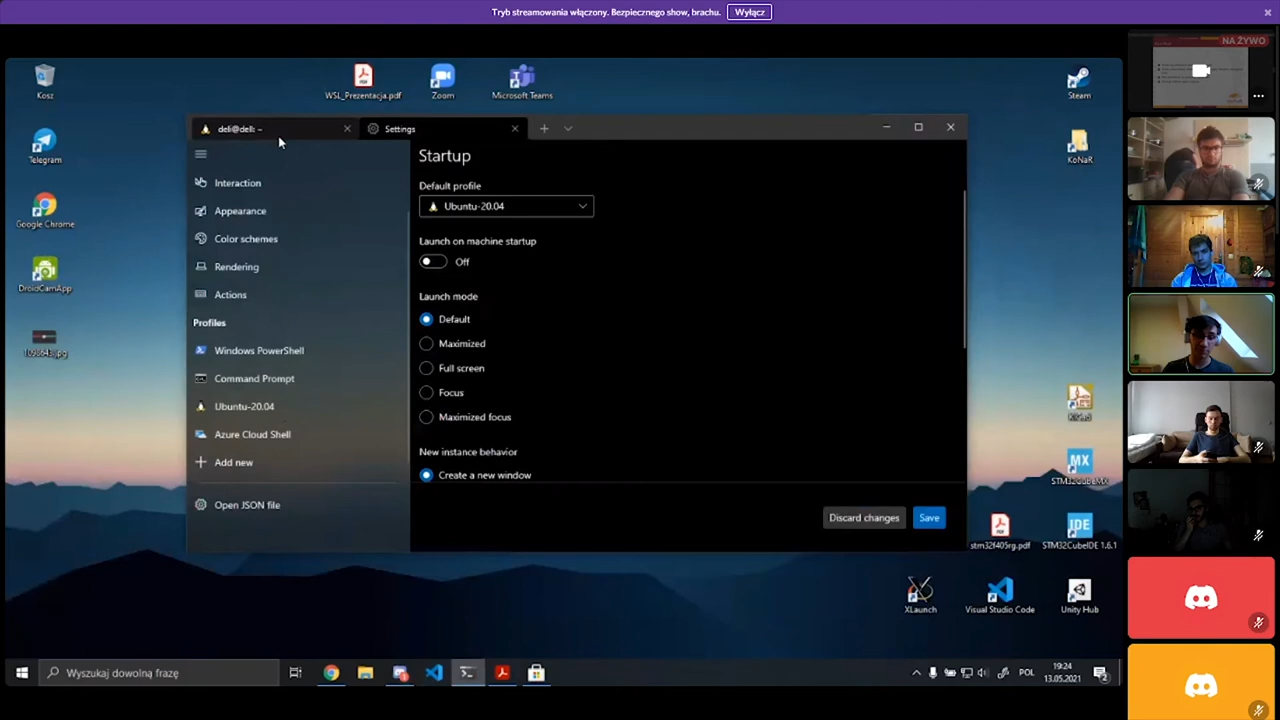 Tryb streamowania włączony. Bezpiecznego show, brachu. Wyłącz
NA ŻYWO
Kosz
WSL_Prezentacja.pdf
Zoom
Microsoft Teams
Steam
deli@dell: ~
Settings
Telegram
KoNaR
Google Chrome
DroidCamApp
Interaction
Appearance
Color schemes
Rendering
Actions
Profiles
Windows PowerShell
Command Prompt
Ubuntu-20.04
Azure Cloud Shell
Add new
Open JSON file
Startup
Default profile
Ubuntu-20.04
Launch on machine startup
Off
Launch mode
Default
Maximized
Full screen
Focus
Maximized focus
New instance behavior
Create a new window
Discard changes
Save
MX
STM32CubeMX
IDE
stm32f405rg.pdf
STM32CubeIDE 1.6.1
XLaunch
Visual Studio Code
Unity Hub
Wyszukaj dowolną frazę
POL
19:24
13.05.2021
2